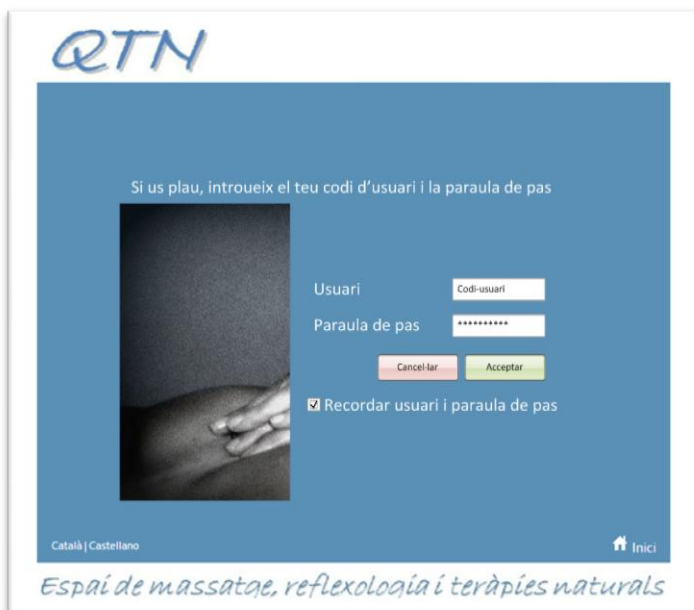 QTN
Si us plau, introueix el teu codi d'usuari i la paraula de pas
Usuari
Codi-usuari
Paraula de pas
**********
Cancel·lar
Acceptar
Recordar usuari i paraula de pas
Català | Castellano
Inici
Espai de massatge, reflexologia i teràpies naturals